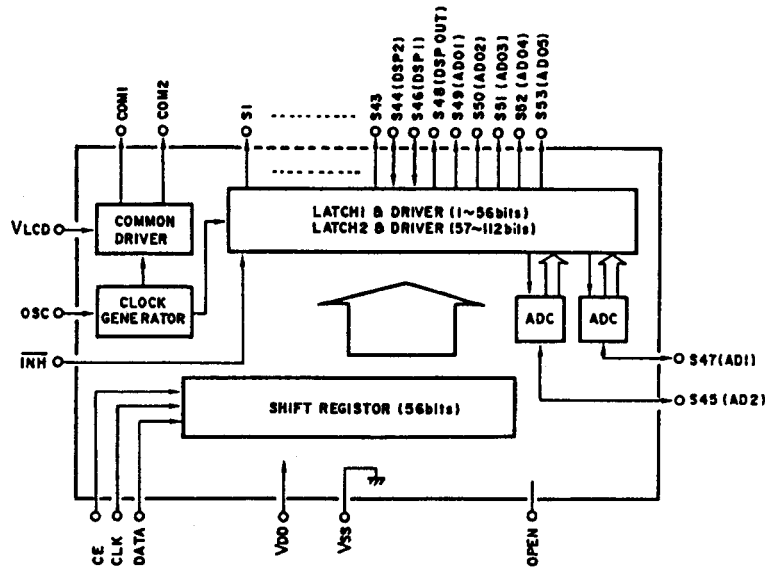 COM1
COM2
S1
S43
S44(DSP2)
S46(DSP1)
S48(DSP OUT)
S49(ADO1)
S50(ADO2)
S51(ADO3)
S52(ADO4)
S53(ADO5)
VLCD
COMMON
DRIVER
LATCH1 & DRIVER (1~56bits)
LATCH2 & DRIVER (57~112bits)
OSC
CLOCK
GENERATOR
ADC
ADC
INH
S47(AD1)
S45(AD2)
SHIFT REGISTOR (56bits)
CE
CLK
DATA
VDD
VSS
OPEN